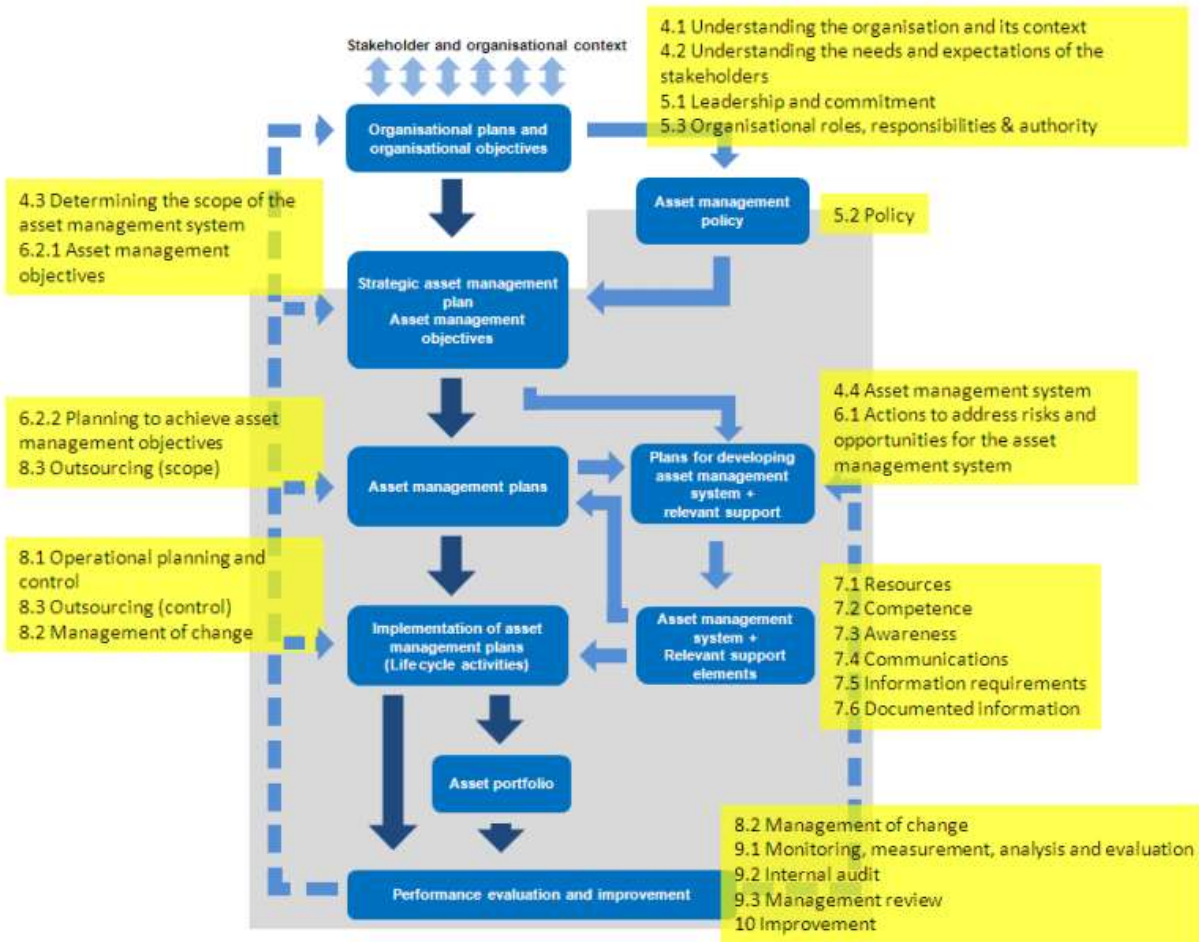 Stakeholder and organisational context
4.1 Understanding the organisation and its context
4.2 Understanding the needs and expectations of the
stakeholders
5.1 Leadership and commitment
5.3 Organisational roles, responsibilities & authority
Organisational plans and
organisational objectives
4.3 Determining the scope of the
asset management system
6.2.1 Asset management
objectives
Asset management
policy
5.2 Policy
Strategic asset management
plan
Asset management
objectives
6.2.2 Planning to achieve asset
management objectives
8.3 Outsourcing (scope)
Asset management plans
Plans for developing
asset management
system +
relevant support
4.4 Asset management system
6.1 Actions to address risks and
opportunities for the asset
management system
8.1 Operational planning and
control
8.3 Outsourcing (control)
8.2 Management of change
Implementation of asset
management plans
(Life cycle activities)
Asset management
system +
Relevant support
elements
7.1 Resources
7.2 Competence
7.3 Awareness
7.4 Communications
7.5 Information requirements
7.6 Documented information
Asset portfolio
Performance evaluation and improvement
8.2 Management of change
9.1 Monitoring, measurement, analysis and evaluation
9.2 Internal audit
9.3 Management review
10 Improvement